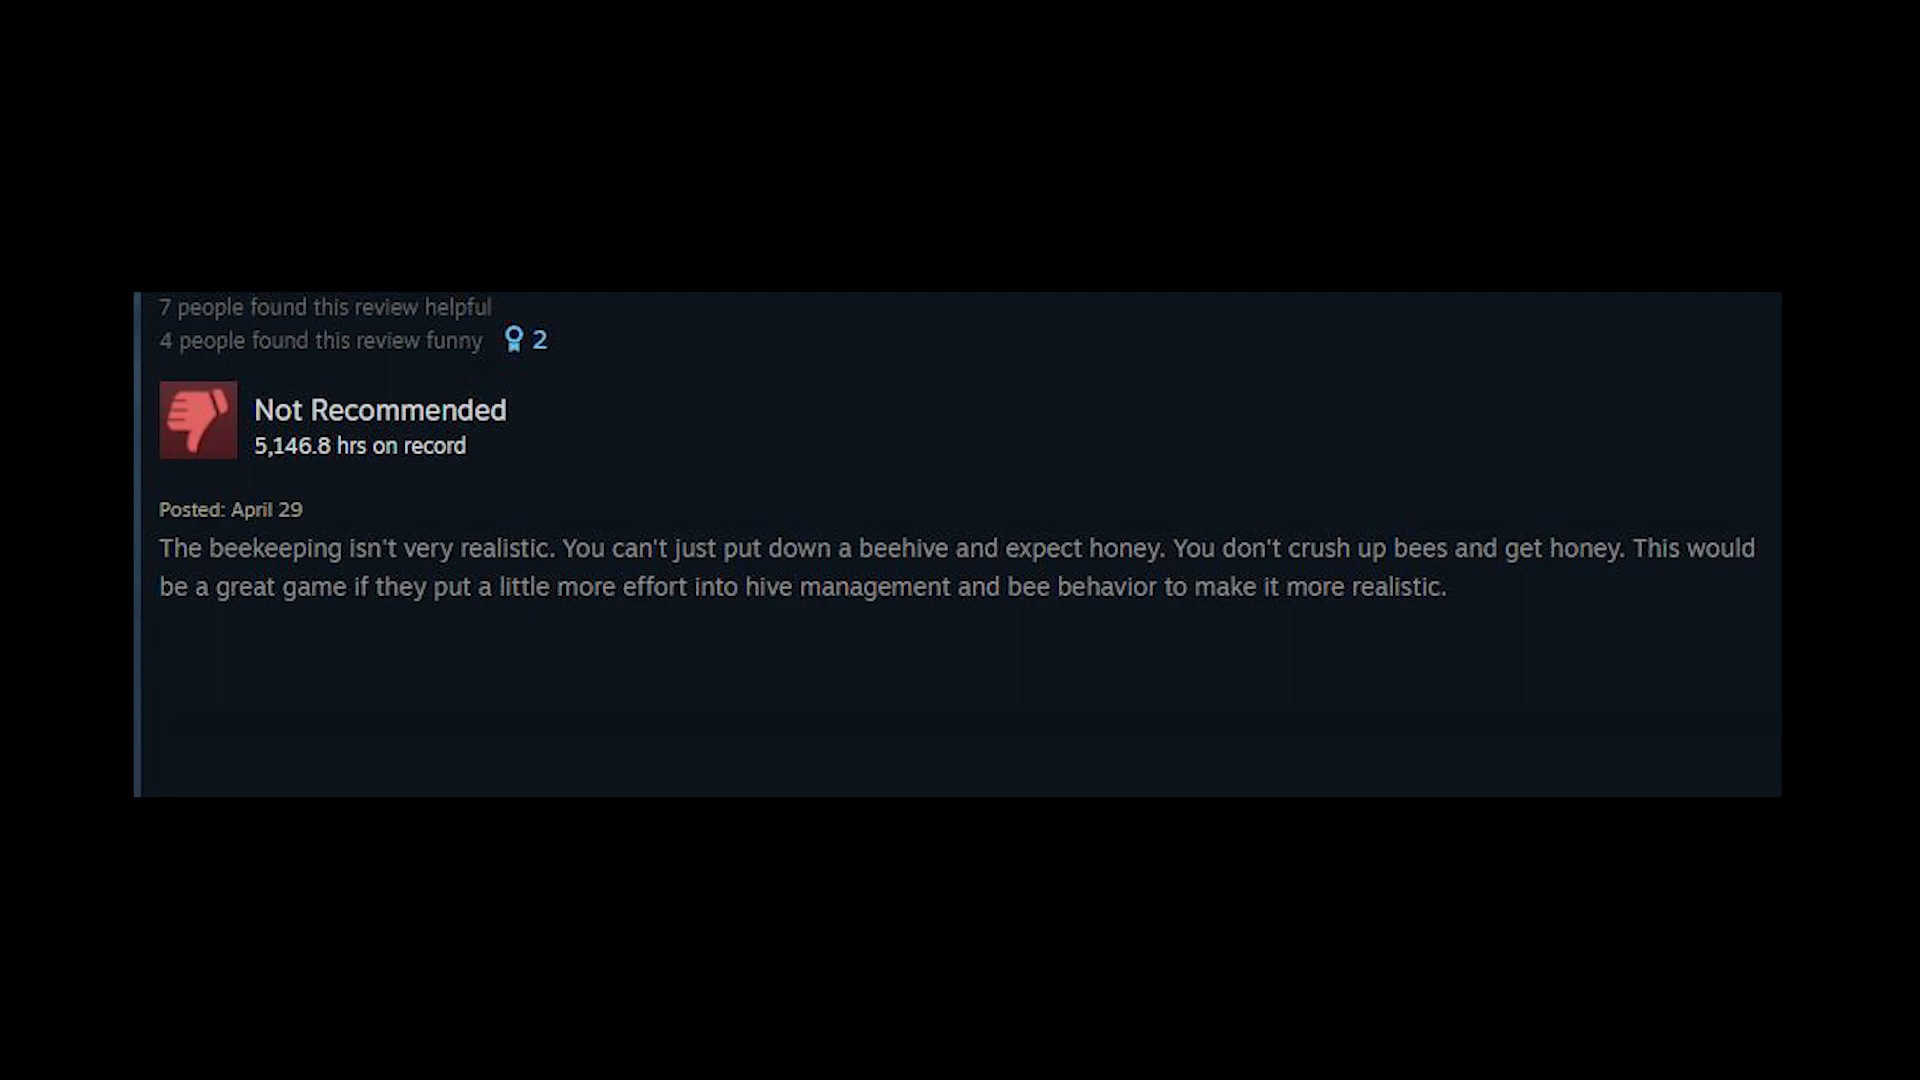 7 people found this review helpful
4 people found this review funny 2
Not Recommended
5,146.8 hrs on record
Posted: April 29
The beekeeping isn't very realistic. You can't just put down a beehive and expect honey. You don't crush up bees and get honey. This would
be a great game if they put a little more effort into hive management and bee behavior to make it more realistic.